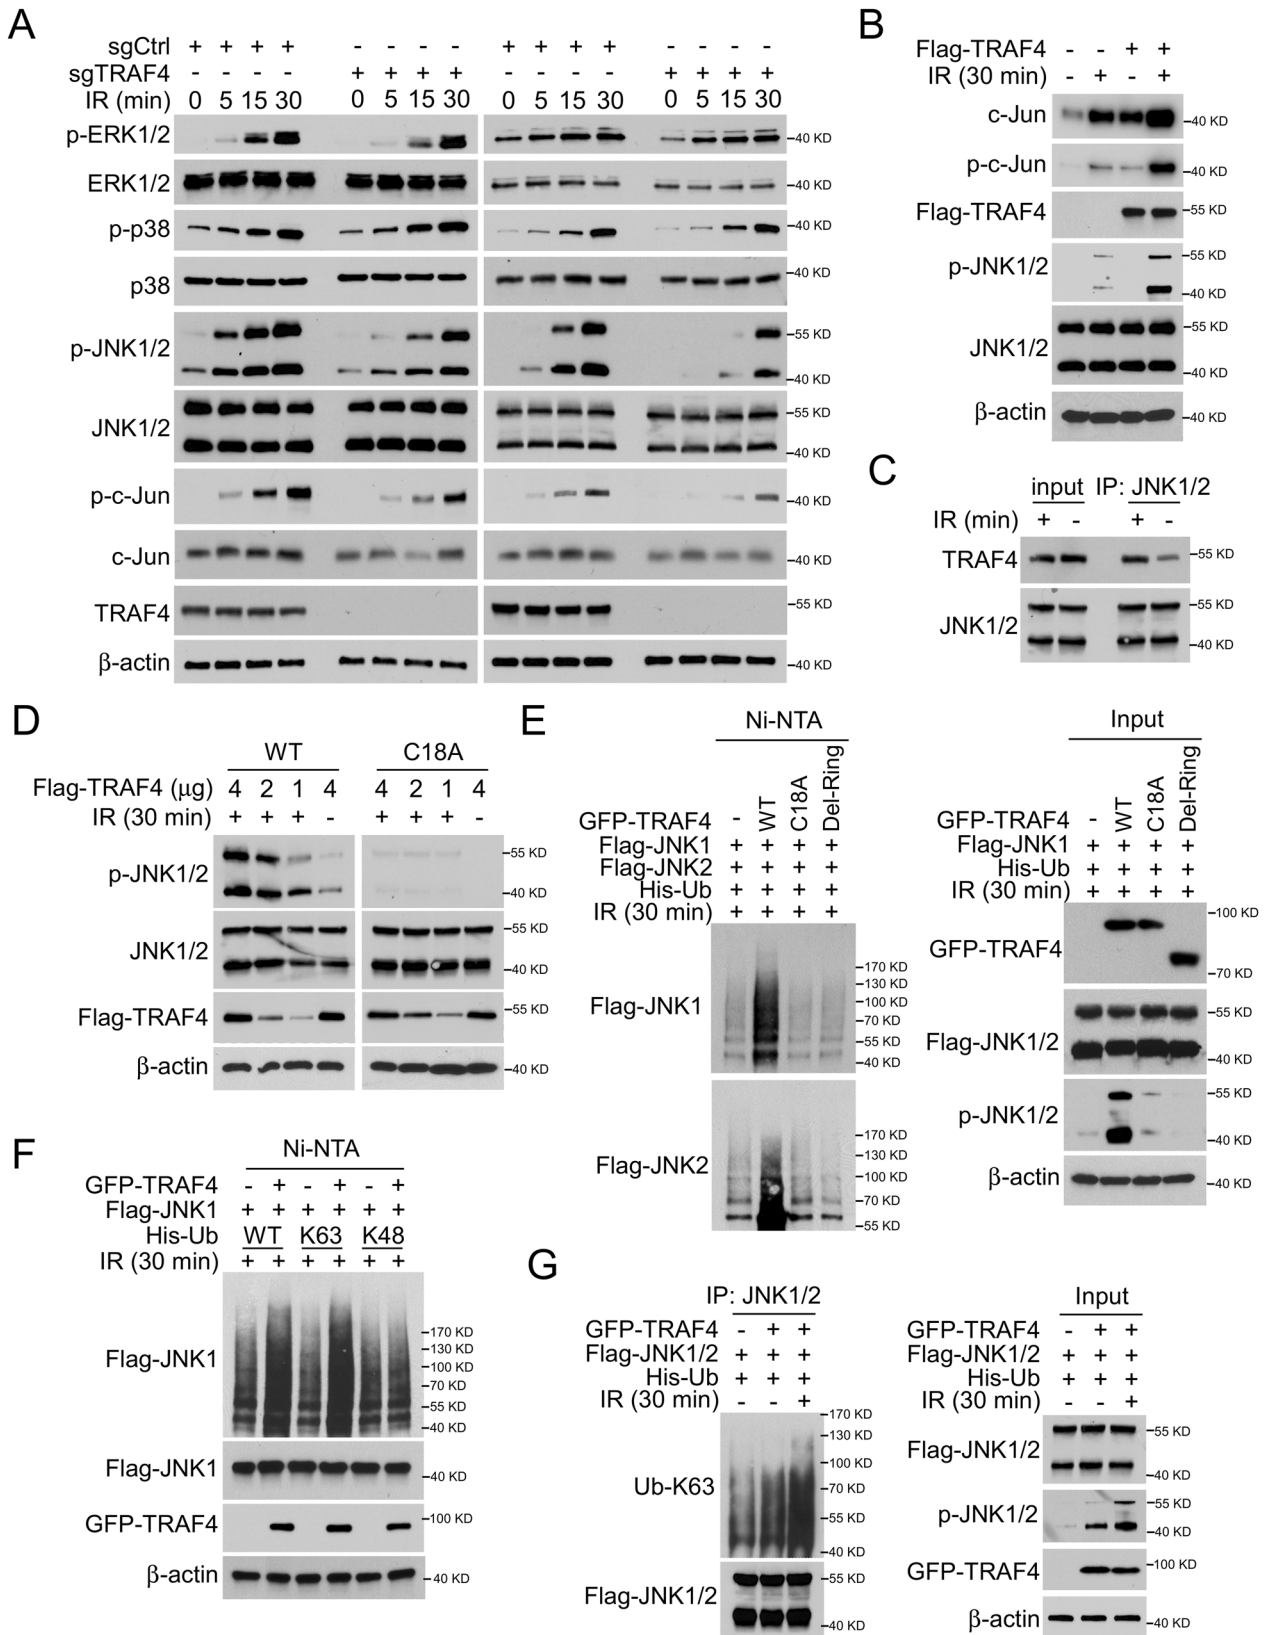 A
sgCtrl + + + + - - - - + + + + - - - -
sgTRAF4 - - - - + + + + - - - - + + + +
IR (min) 0 5 15 30 0 5 15 30 0 5 15 30 0 5 15 30
p-ERK1/2 40 KD
ERK1/2 40 KD
p-p38 40 KD
p38 40 KD
p-JNK1/2 55 KD
40 KD
JNK1/2 55 KD
40 KD
p-c-Jun 40 KD
c-Jun 40 KD
TRAF4 55 KD
β-actin 40 KD
B
Flag-TRAF4 - - + +
IR (30 min) - + - +
c-Jun 40 KD
p-c-Jun 40 KD
Flag-TRAF4 55 KD
p-JNK1/2 55 KD
40 KD
JNK1/2 55 KD
40 KD
β-actin 40 KD
C
input IP: JNK1/2
IR (min) + - + -
TRAF4 55 KD
JNK1/2 55 KD
40 KD
D
WT C18A
Flag-TRAF4 (μg) 4 2 1 4 4 2 1 4
IR (30 min) + + + - + + + -
p-JNK1/2 55 KD
40 KD
JNK1/2 55 KD
40 KD
Flag-TRAF4 55 KD
β-actin 40 KD
E
Ni-NTA
GFP-TRAF4 - WT C18A Del-Ring
Flag-JNK1 + + + +
Flag-JNK2 + + + +
His-Ub + + + +
IR (30 min) + + + +
Flag-JNK1 170 KD
130 KD
100 KD
70 KD
55 KD
40 KD
Flag-JNK2 170 KD
130 KD
100 KD
70 KD
55 KD
Input
GFP-TRAF4 - WT C18A Del-Ring
Flag-JNK1 + + + +
His-Ub + + + +
IR (30 min) + + + +
GFP-TRAF4 100 KD
70 KD
Flag-JNK1/2 55 KD
40 KD
p-JNK1/2 55 KD
40 KD
β-actin 40 KD
F
Ni-NTA
GFP-TRAF4 - + - + - +
Flag-JNK1 + + + + + +
His-Ub WT K63 K48
IR (30 min) + + + + + +
Flag-JNK1 170 KD
130 KD
100 KD
70 KD
55 KD
40 KD
Flag-JNK1 40 KD
GFP-TRAF4 100 KD
β-actin 40 KD
G
IP: JNK1/2
GFP-TRAF4 - + +
Flag-JNK1/2 + + +
His-Ub + + +
IR (30 min) - - +
Ub-K63 170 KD
130 KD
100 KD
70 KD
55 KD
40 KD
Flag-JNK1/2 55 KD
40 KD
Input
GFP-TRAF4 - + +
Flag-JNK1/2 + + +
His-Ub + + +
IR (30 min) - - +
Flag-JNK1/2 55 KD
40 KD
p-JNK1/2 55 KD
40 KD
GFP-TRAF4 100 KD
β-actin 40 KD